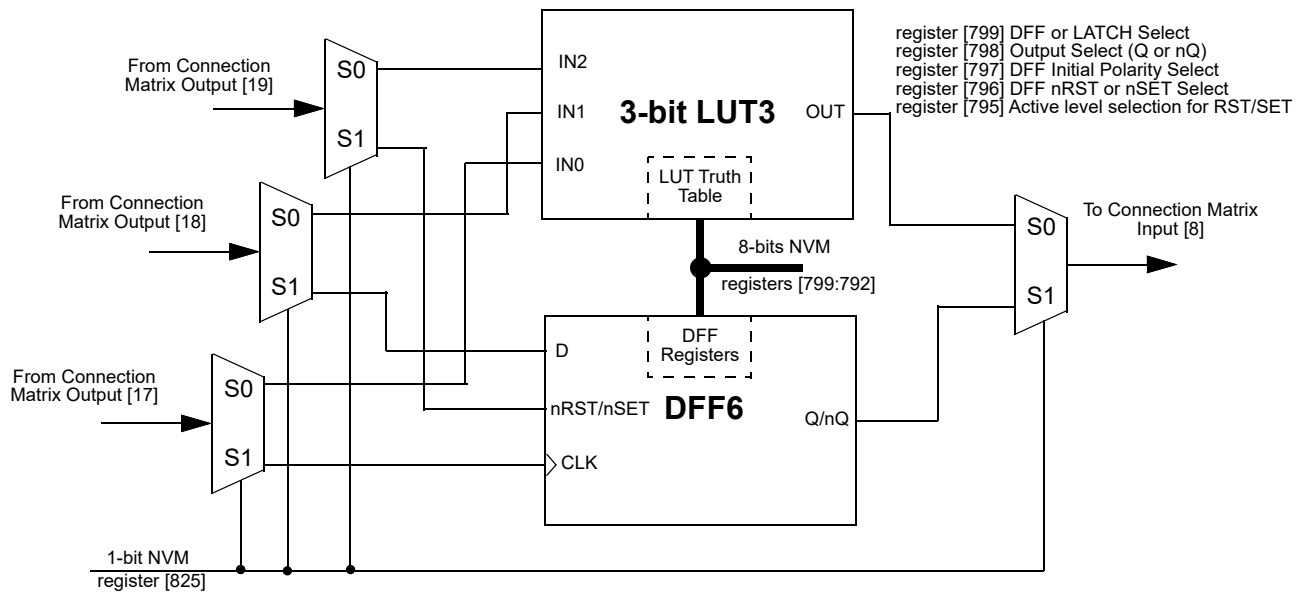 register [799] DFF or LATCH Select
register [798] Output Select (Q or nQ)
register [797] DFF Initial Polarity Select
register [796] DFF nRST or nSET Select
register [795] Active level selection for RST/SET
From Connection
Matrix Output [19]
S0
S1
IN2
IN1
IN0
3-bit LUT3
OUT
LUT Truth
Table
From Connection
Matrix Output [18]
S0
S1
8-bits NVM
registers [799:792]
S0
S1
To Connection Matrix
Input [8]
From Connection
Matrix Output [17]
S0
S1
D
nRST/nSET
CLK
DFF
Registers
DFF6
Q/nQ
1-bit NVM
register [825]